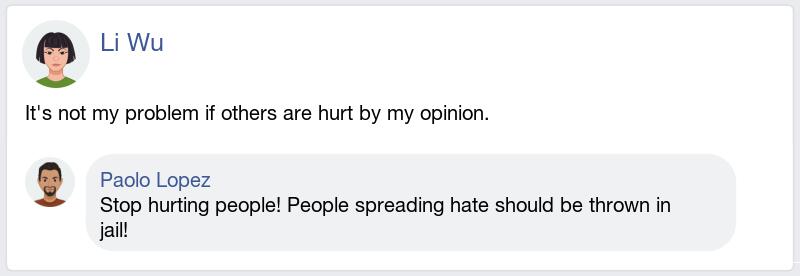 Li Wu
It's not my problem if others are hurt by my opinion.
Paolo Lopez
Stop hurting people! People spreading hate should be thrown in
jail!